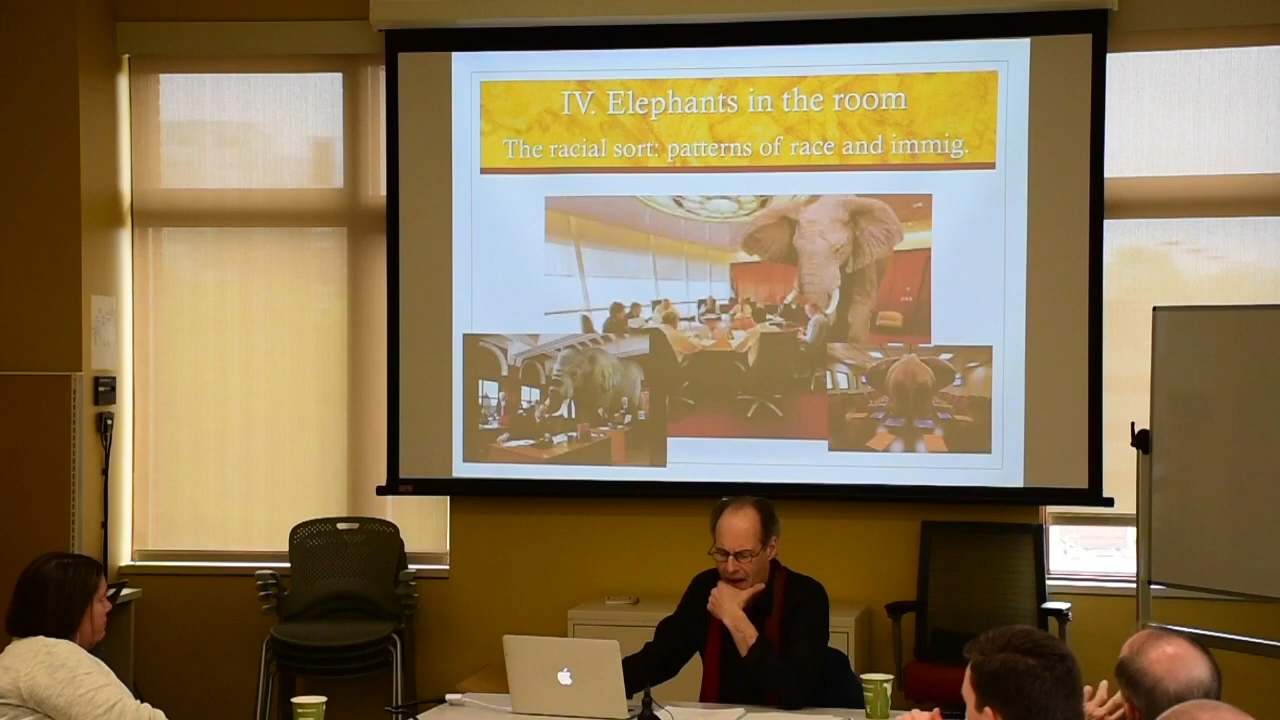 IV. Elephants in the room
The racial sort: patterns of race and immig.